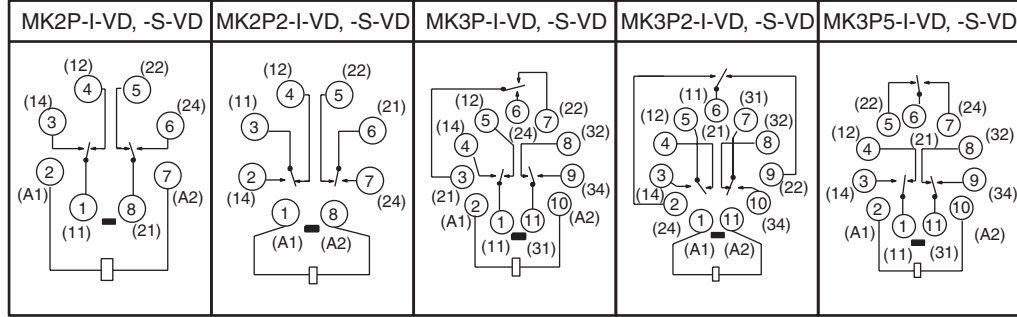 MK2P-I-VD, -S-VD
MK2P2-I-VD, -S-VD
MK3P-I-VD, -S-VD
MK3P2-I-VD, -S-VD
MK3P5-I-VD, -S-VD
(12) (22)
4 5
(14) (24)
3 6
2 7
(A1) (A2)
1 8
(11) (21)
(12) (22)
4 5
(11) (21)
3 6
2 7
(14) (24)
1 8
(A1) (A2)
6
(12) (22)
5 7
(14) (24) (32)
4 8
3 9
(21) (34)
2 10
(A1) (A2)
1 11
(11) (31)
(11) (31)
6
(12) 5 7
(21) (32)
4 8
3 9
(14) (22)
2 10
(24) (34)
1 11
(A1) (A2)
(22) (24)
5 6 7
(12) (21) (32)
4 8
3 9
(14) (34)
2 10
(A1) 1 11 (A2)
(11) (31)